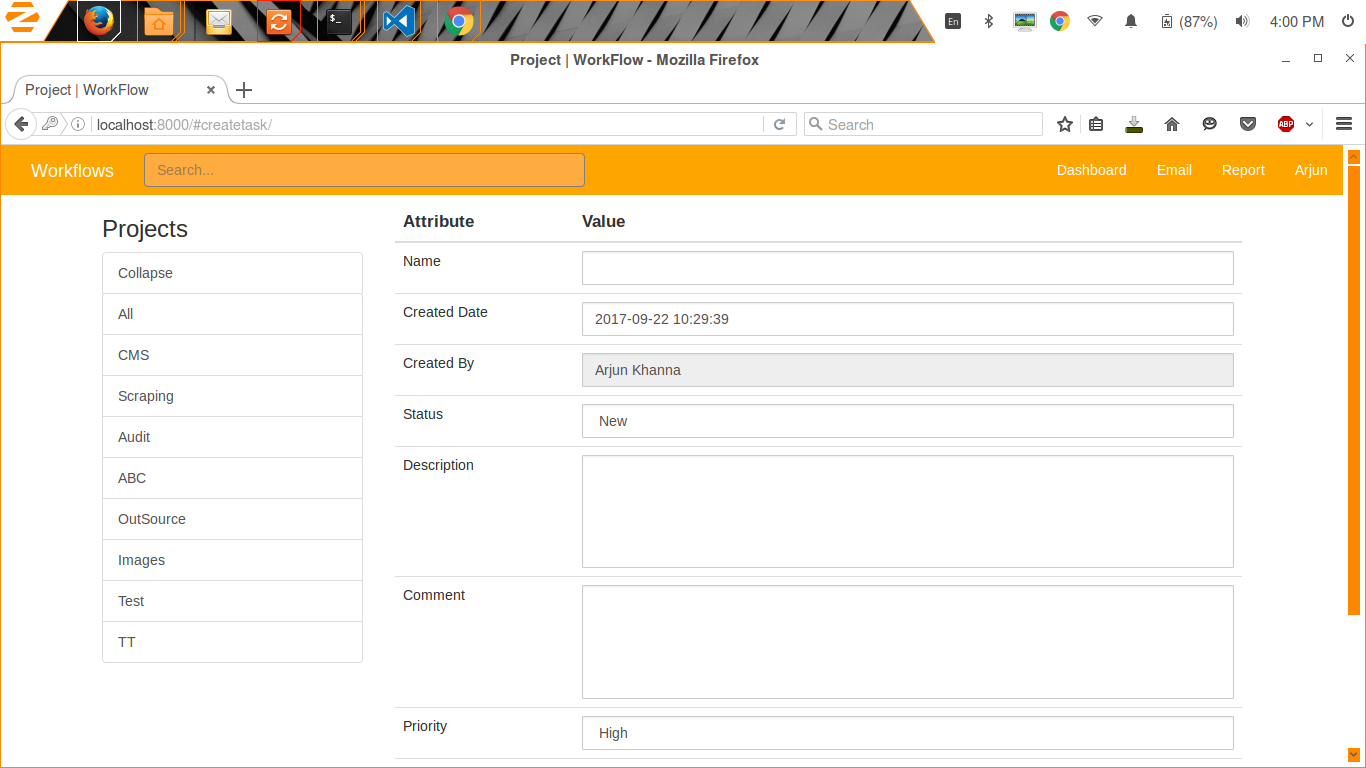 En (87%) 4:00 PM
Project | WorkFlow - Mozilla Firefox
Project | WorkFlow
localhost:8000/#createtask/ Search ABP
Workflows Search... Dashboard Email Report Arjun
Projects
Collapse
All
CMS
Scraping
Audit
ABC
OutSource
Images
Test
TT
Attribute Value
Name
Created Date 2017-09-22 10:29:39
Created By Arjun Khanna
Status New
Description
Comment
Priority High